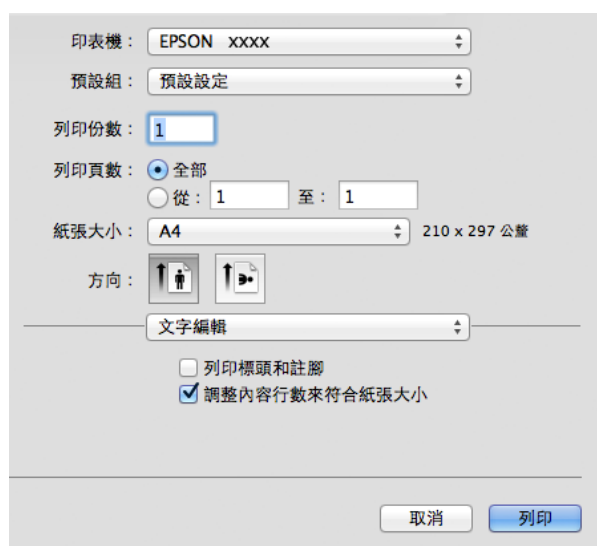 印表機： EPSON xxxx
預設組： 預設設定
列印份數： 1
列印頁數： 全部
從： 1 至： 1
紙張大小： A4 210 x 297 公釐
方向：
文字編輯
列印標頭和註腳
調整內容行數來符合紙張大小
取消 列印